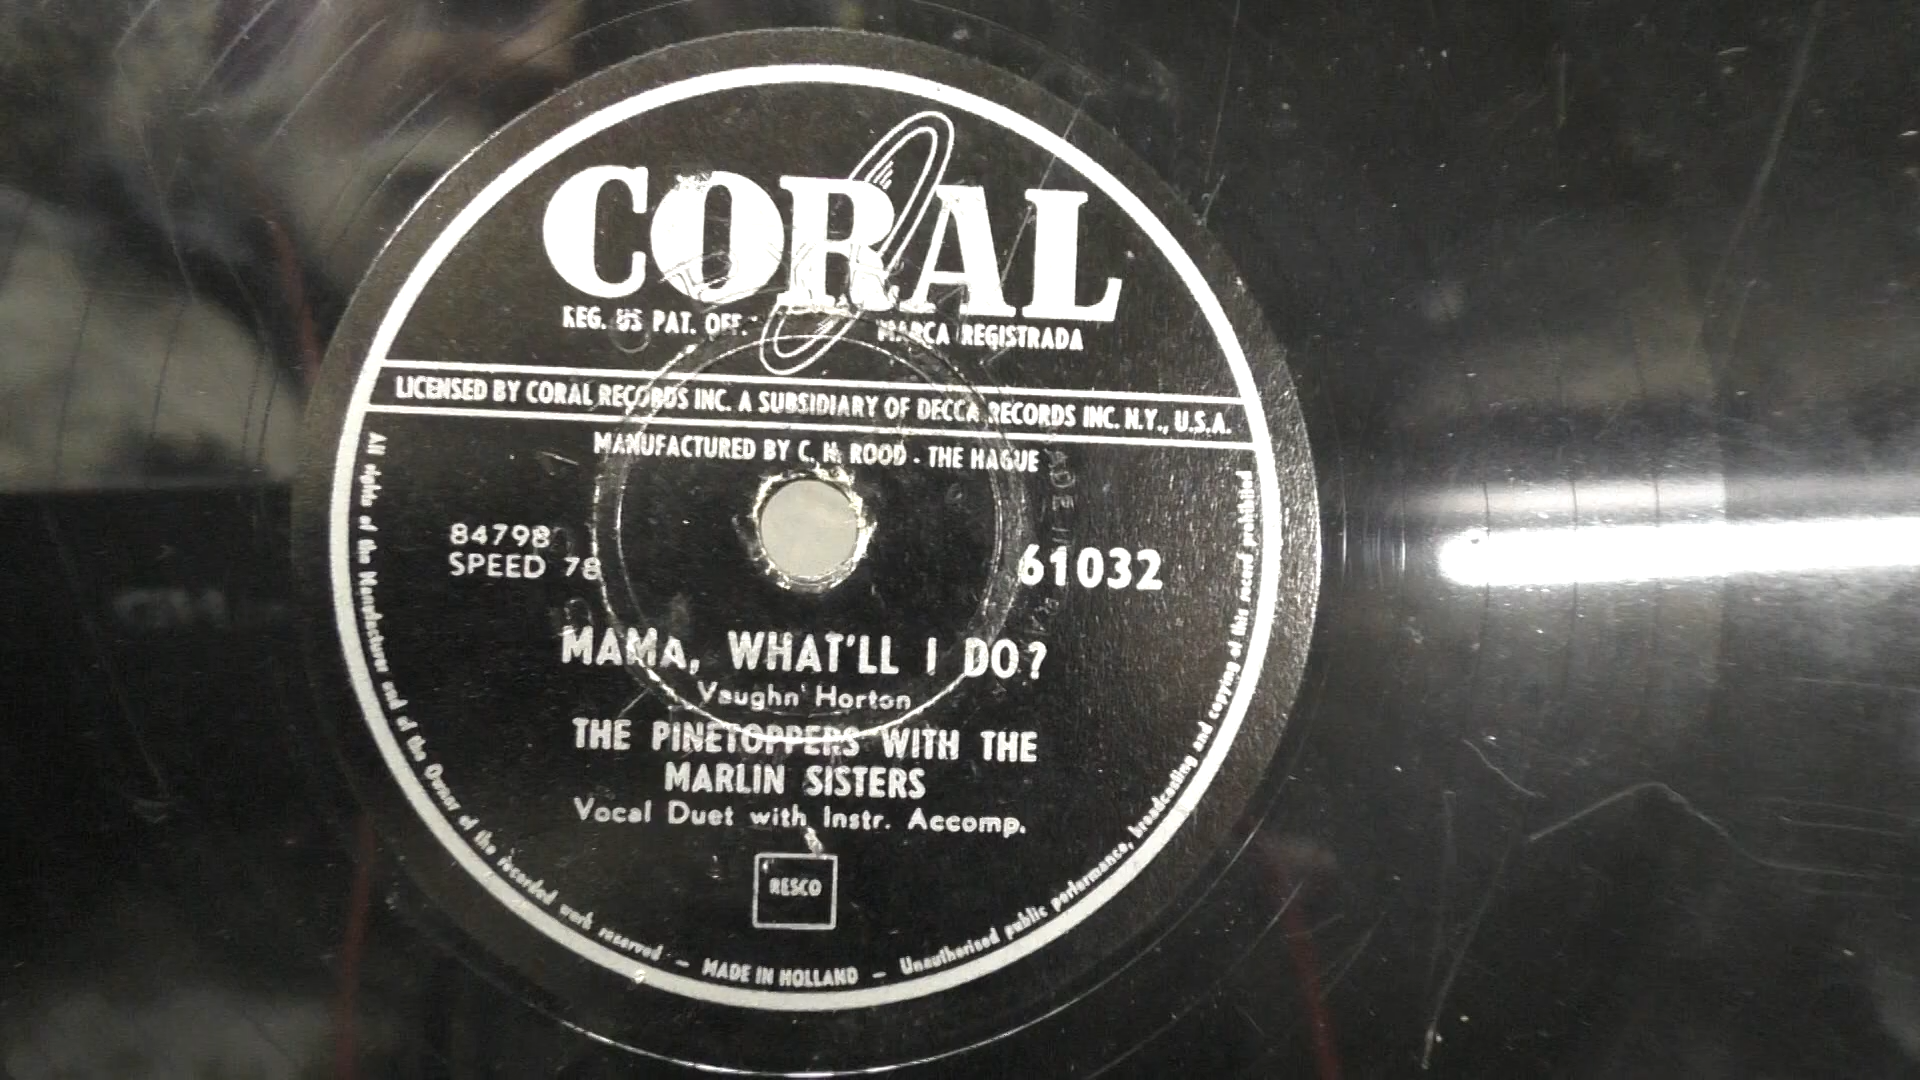 CORAL
REG. US PAT. OFF. MARCA REGISTRADA
LICENSED BY CORAL RECORDS INC. A SUBSIDIARY OF DECCA RECORDS INC. N.Y., U.S.A.
MANUFACTURED BY C. H. ROOD - THE HAGUE
84798
SPEED 78
61032
MAMA, WHAT'LL I DO?
Vaughn Horton
THE PINETOPPERS WITH THE
MARLIN SISTERS
Vocal Duet with Instr. Accomp.
RESCO
All rights of the Manufacturer and of the Owner of the recorded work reserved - MADE IN HOLLAND - Unauthorised public performance, broadcasting and copying of this record prohibited